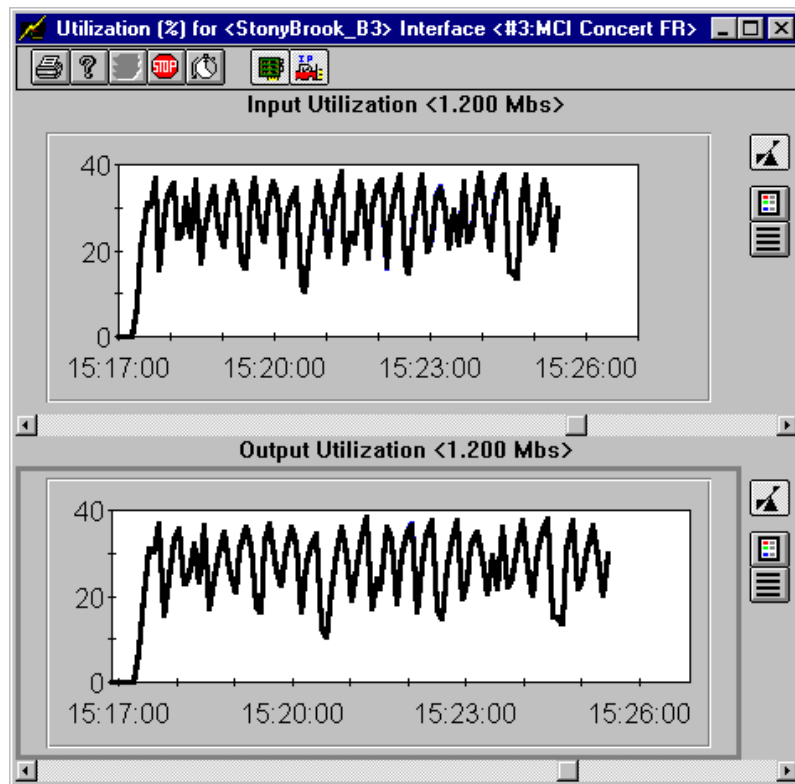 Utilization (%) for <StonyBrook_B3> Interface <#3:MCI Concert FR>
STOP
IP
Input Utilization <1.200 Mbs>
40
20
0
15:17:00 15:20:00 15:23:00 15:26:00
Output Utilization <1.200 Mbs>
40
20
0
15:17:00 15:20:00 15:23:00 15:26:00